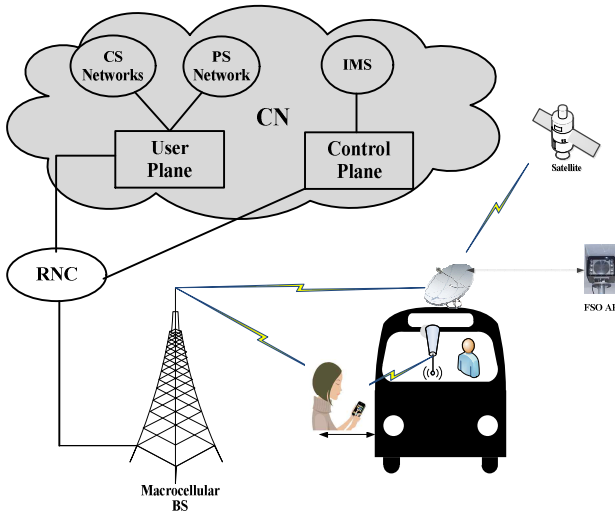 CS
Networks
PS
Network
IMS
CN
User
Plane
Control
Plane
Satellite
RNC
FSO AP
Macrocellular
BS